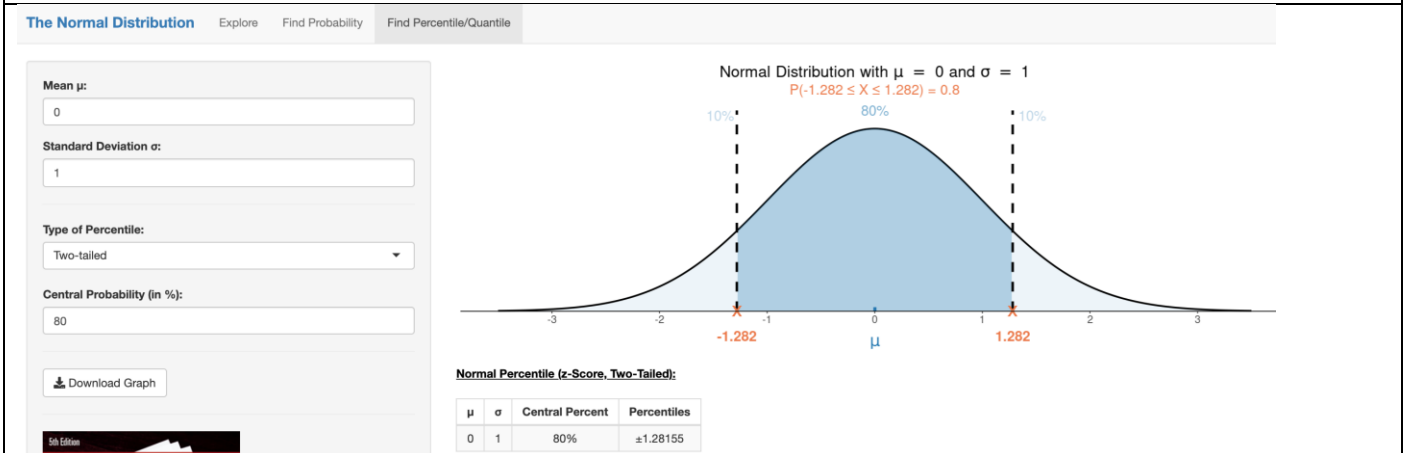 The Normal Distribution Explore Find Probability Find Percentile/Quantile
Mean μ:
0
Standard Deviation σ:
1
Type of Percentile:
Two-tailed
Central Probability (in %):
80
Download Graph
5th Edition
Normal Distribution with μ = 0 and σ = 1
P(-1.282 ≤ X ≤ 1.282) = 0.8
10% 80% 10%
-3 -2 -1 0 1 2 3
-1.282 μ 1.282
Normal Percentile (z-Score, Two-Tailed):
μ σ Central Percent Percentiles
0 1 80% ±1.28155